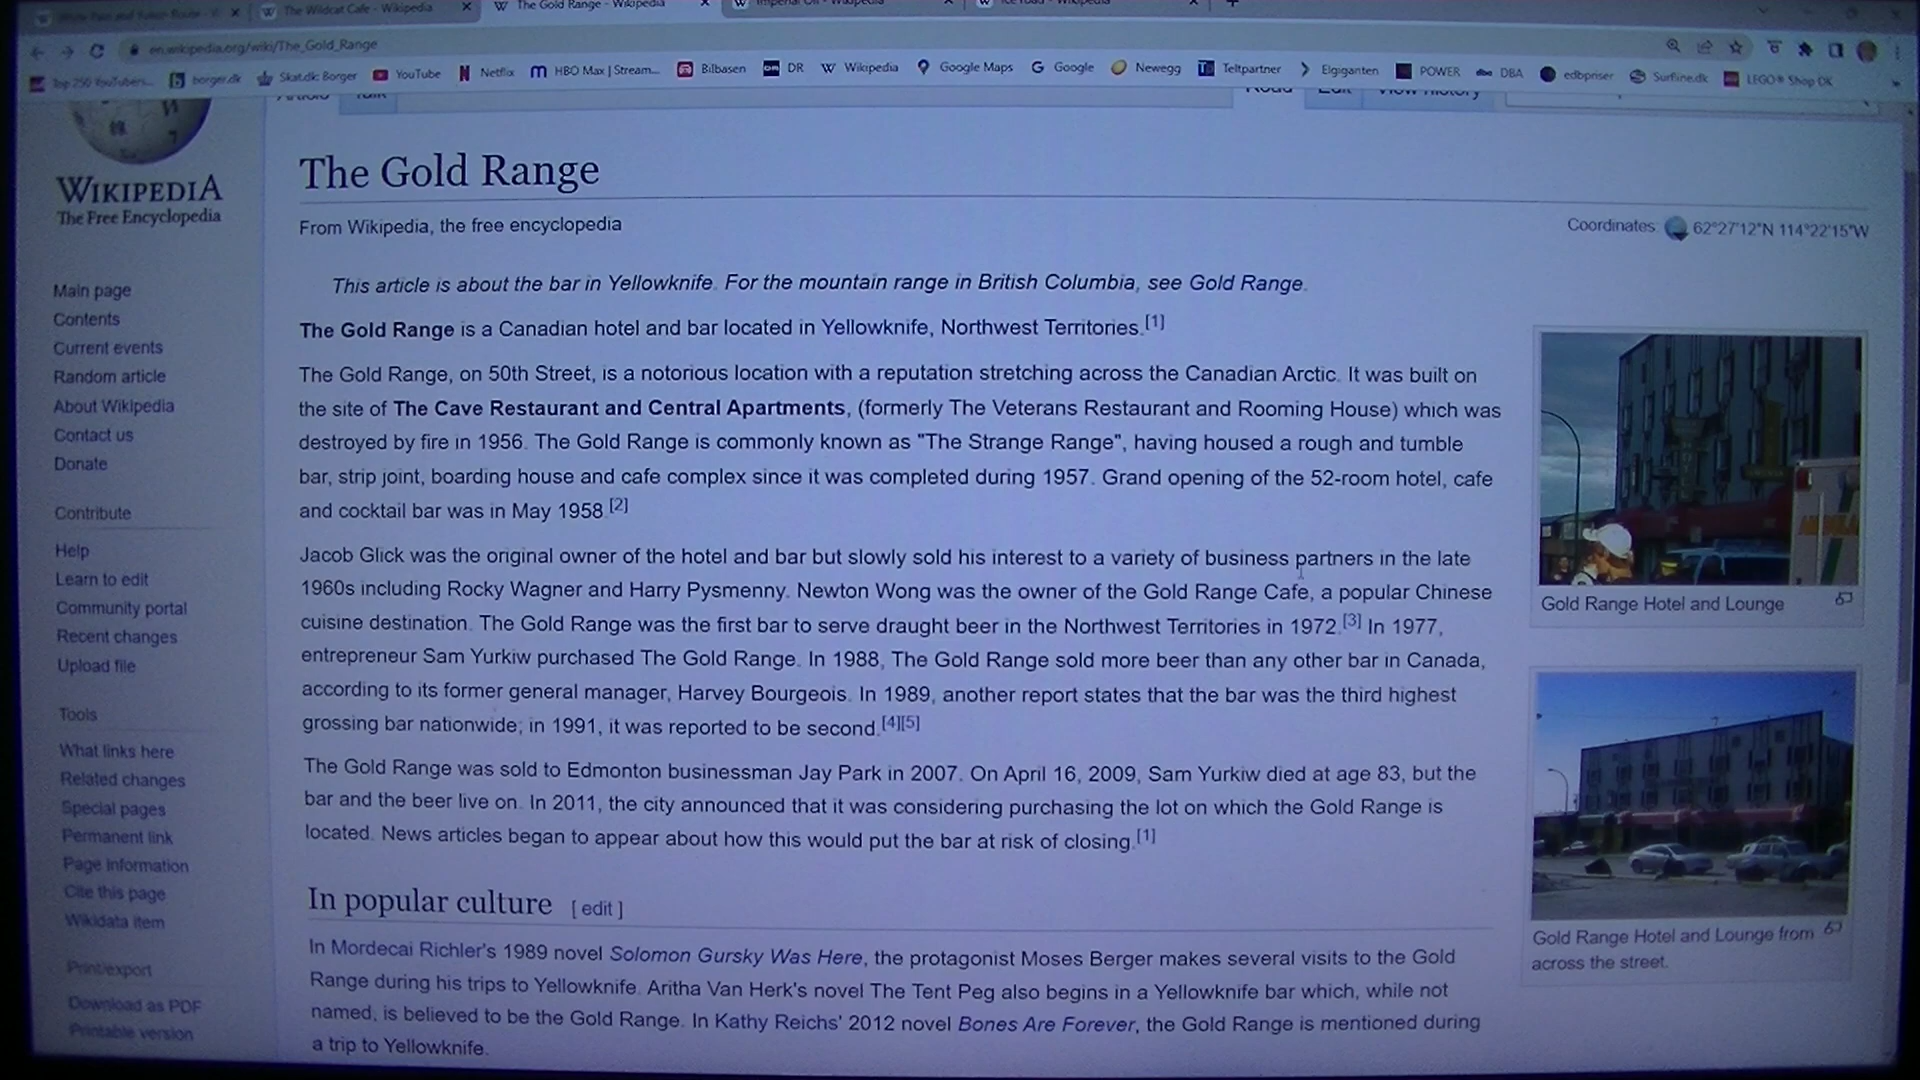 The Wildcat Cafe - Wikipedia
The Gold Range - Wikipedia
en.wikipedia.org/wiki/The_Gold_Range
Top 250 YouTubers...
borger.dk
Skat.dk: Borger
YouTube
Netflix
HBO Max | Stream...
Bilbasen
DR
Wikipedia
Google Maps
Google
Newegg
Teltpartner
Elgiganten
POWER
DBA
edbpriser
Surfline.dk
LEGO® Shop DK
Read
Edit
View history
WIKIPEDIA
The Free Encyclopedia
Main page
Contents
Current events
Random article
About Wikipedia
Contact us
Donate
Contribute
Help
Learn to edit
Community portal
Recent changes
Upload file
Tools
What links here
Related changes
Special pages
Permanent link
Page information
Cite this page
Wikidata item
Print/export
Download as PDF
Printable version
The Gold Range
From Wikipedia, the free encyclopedia
Coordinates: 62°27′12″N 114°22′15″W
This article is about the bar in Yellowknife. For the mountain range in British Columbia, see Gold Range.
The Gold Range is a Canadian hotel and bar located in Yellowknife, Northwest Territories.[1]
The Gold Range, on 50th Street, is a notorious location with a reputation stretching across the Canadian Arctic. It was built on
the site of The Cave Restaurant and Central Apartments, (formerly The Veterans Restaurant and Rooming House) which was
destroyed by fire in 1956. The Gold Range is commonly known as "The Strange Range", having housed a rough and tumble
bar, strip joint, boarding house and cafe complex since it was completed during 1957. Grand opening of the 52-room hotel, cafe
and cocktail bar was in May 1958.[2]
Jacob Glick was the original owner of the hotel and bar but slowly sold his interest to a variety of business partners in the late
1960s including Rocky Wagner and Harry Pysmenny. Newton Wong was the owner of the Gold Range Cafe, a popular Chinese
cuisine destination. The Gold Range was the first bar to serve draught beer in the Northwest Territories in 1972.[3] In 1977,
entrepreneur Sam Yurkiw purchased The Gold Range. In 1988, The Gold Range sold more beer than any other bar in Canada,
according to its former general manager, Harvey Bourgeois. In 1989, another report states that the bar was the third highest
grossing bar nationwide; in 1991, it was reported to be second.[4][5]
The Gold Range was sold to Edmonton businessman Jay Park in 2007. On April 16, 2009, Sam Yurkiw died at age 83, but the
bar and the beer live on. In 2011, the city announced that it was considering purchasing the lot on which the Gold Range is
located. News articles began to appear about how this would put the bar at risk of closing.[1]
In popular culture [ edit ]
In Mordecai Richler's 1989 novel Solomon Gursky Was Here, the protagonist Moses Berger makes several visits to the Gold
Range during his trips to Yellowknife. Aritha Van Herk's novel The Tent Peg also begins in a Yellowknife bar which, while not
named, is believed to be the Gold Range. In Kathy Reichs' 2012 novel Bones Are Forever, the Gold Range is mentioned during
a trip to Yellowknife.
Gold Range Hotel and Lounge
Gold Range Hotel and Lounge from
across the street.